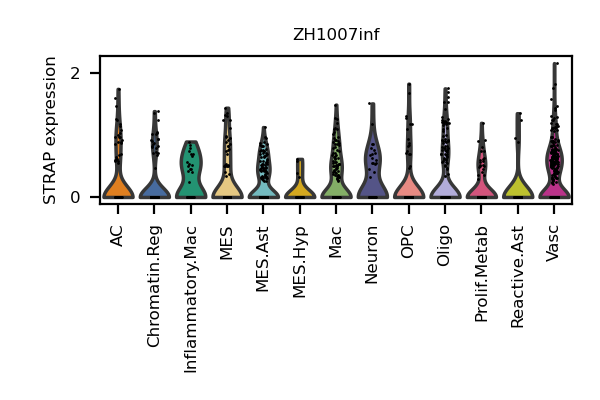 ZH1007inf
STRAP expression
2
0
AC
Chromatin.Reg
Inflammatory.Mac
MES
MES.Ast
MES.Hyp
Mac
Neuron
OPC
Oligo
Prolif.Metab
Reactive.Ast
Vasc